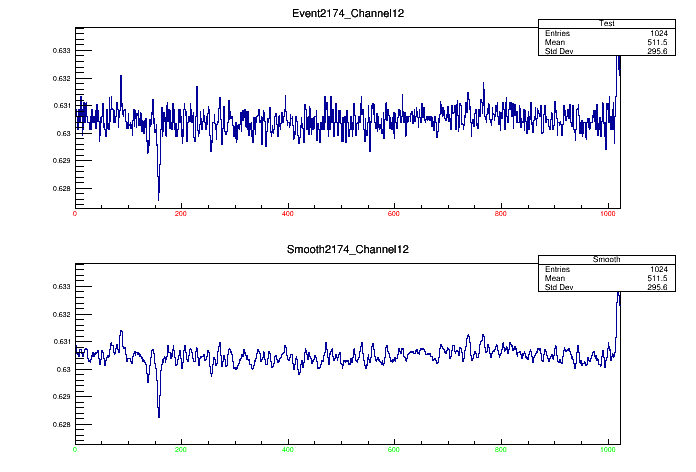 Event2174_Channel12
Test
Entries 1024
Mean 511.5
Std Dev 295.6
0.633
0.632
0.631
0.63
0.629
0.628
0 200 400 600 800 1000
Smooth2174_Channel12
Smooth
Entries 1024
Mean 511.5
Std Dev 295.6
0.633
0.632
0.631
0.63
0.629
0.628
0 200 400 600 800 1000